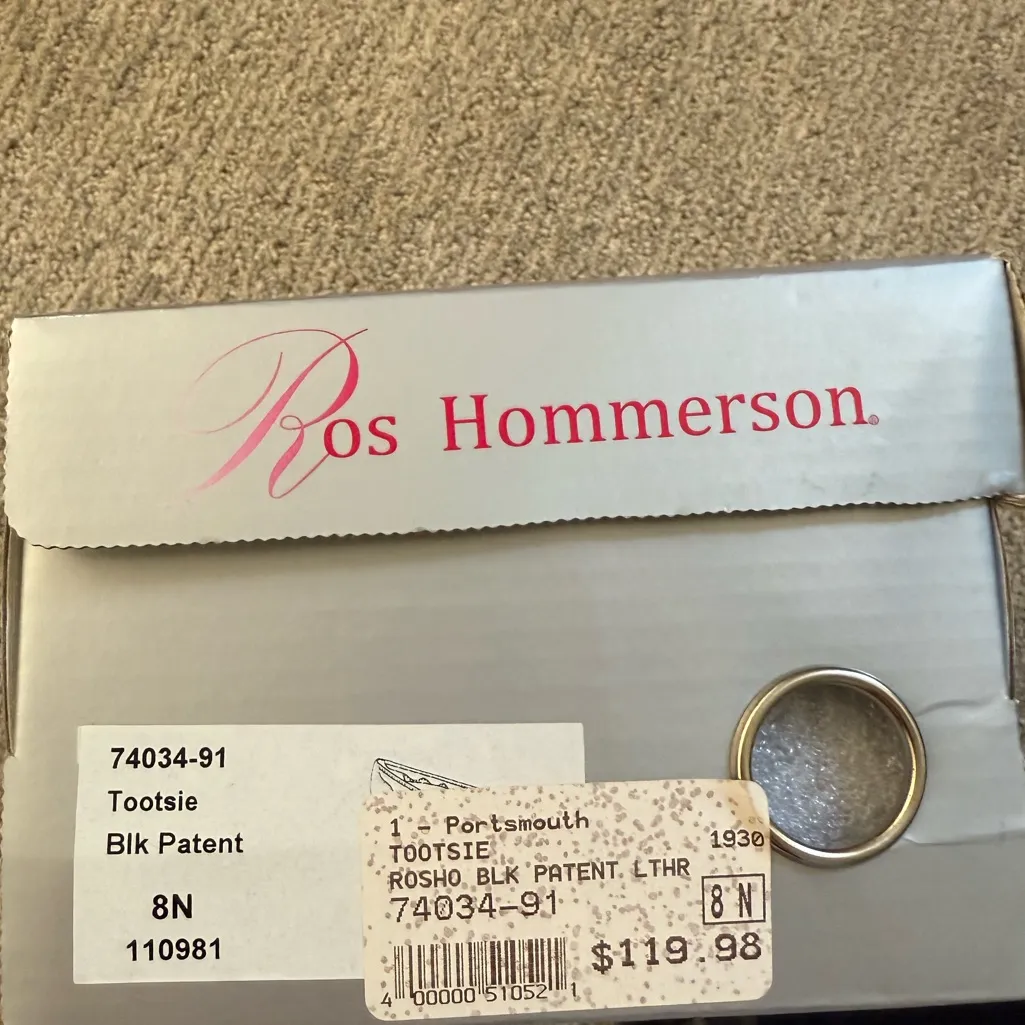 Ros Hommerson®
74034-91
Tootsie
Blk Patent
8N
110981
1 - Portsmouth
1930
TOOTSIE
ROSHO BLK PATENT LTHR
74034-91
8 N
$119.98
4 00000 51052 1